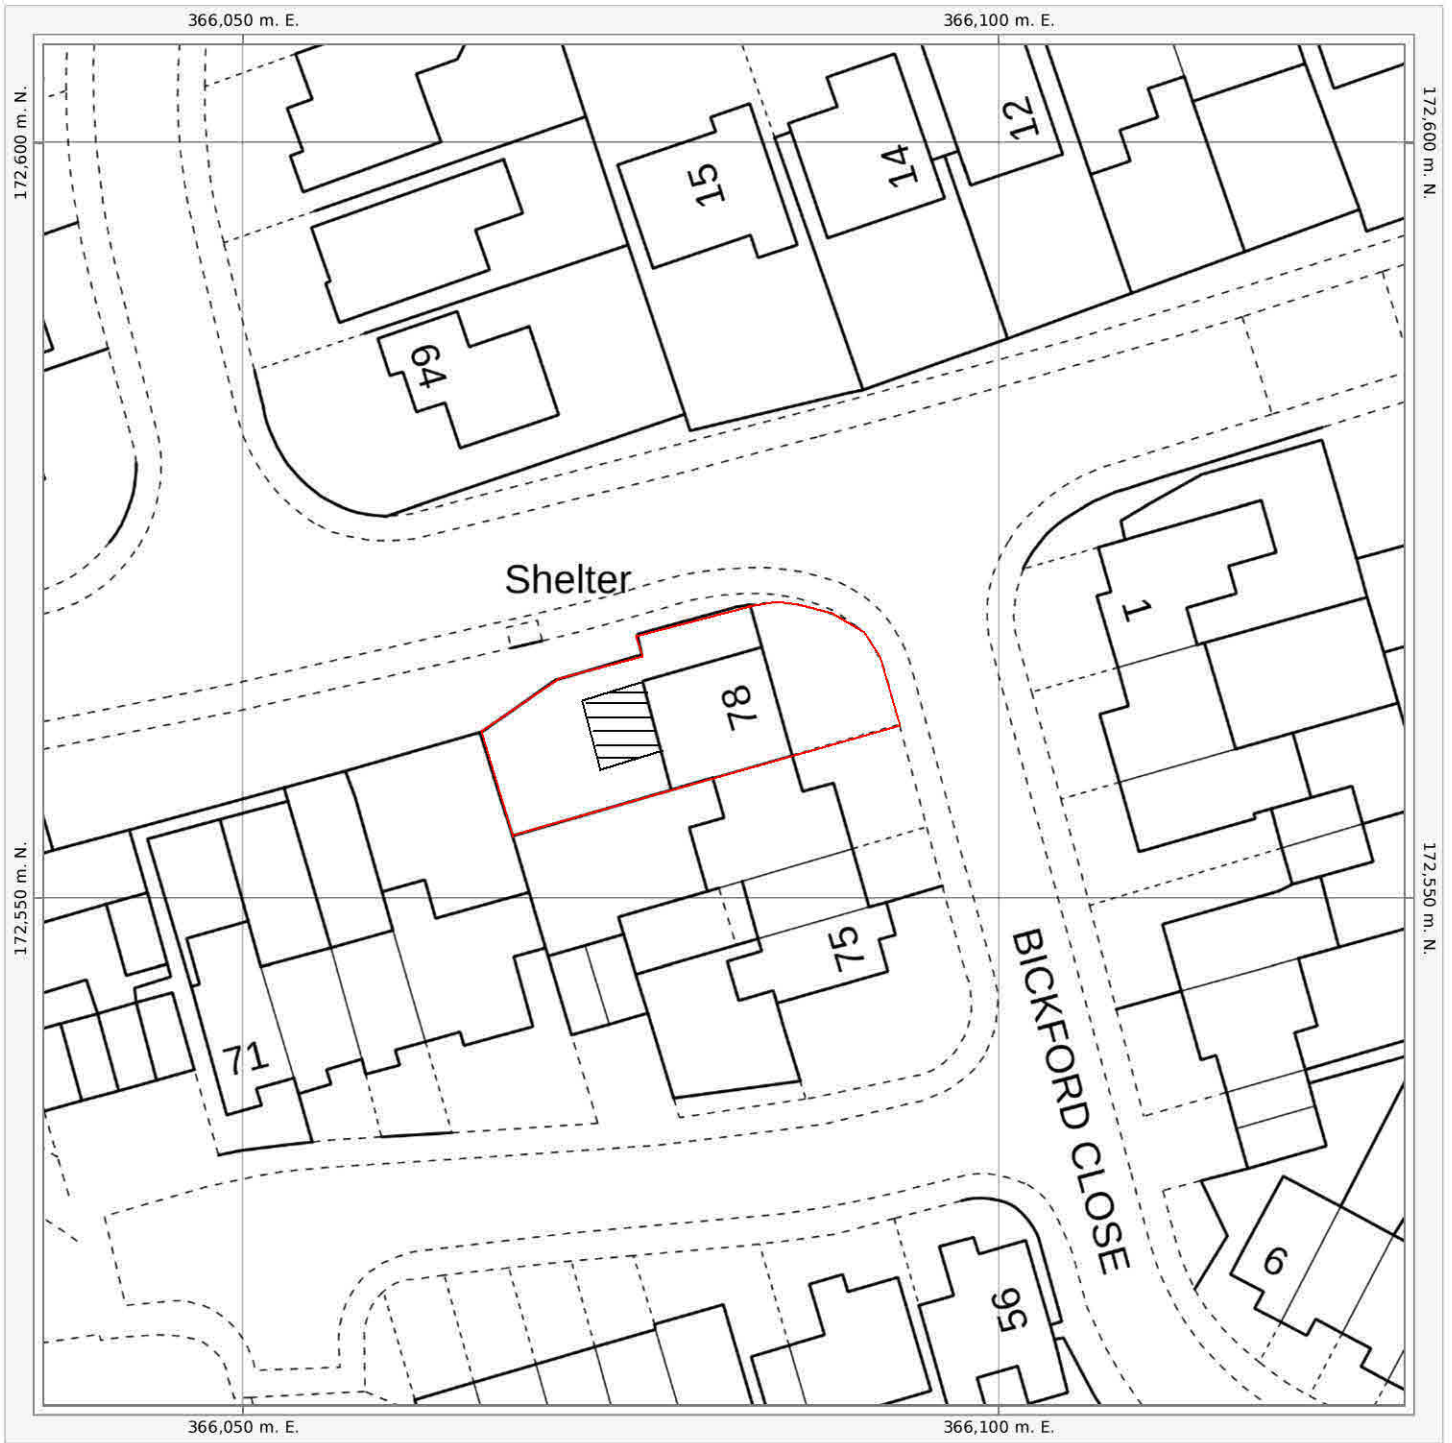 366,050 m. E.
366,100 m. E.
172,600 m. N.
172,600 m. N.
12
14
15
64
Shelter
1
78
172,550 m. N.
172,550 m. N.
75
BICKFORD CLOSE
71
6
56
366,050 m. E.
366,100 m. E.